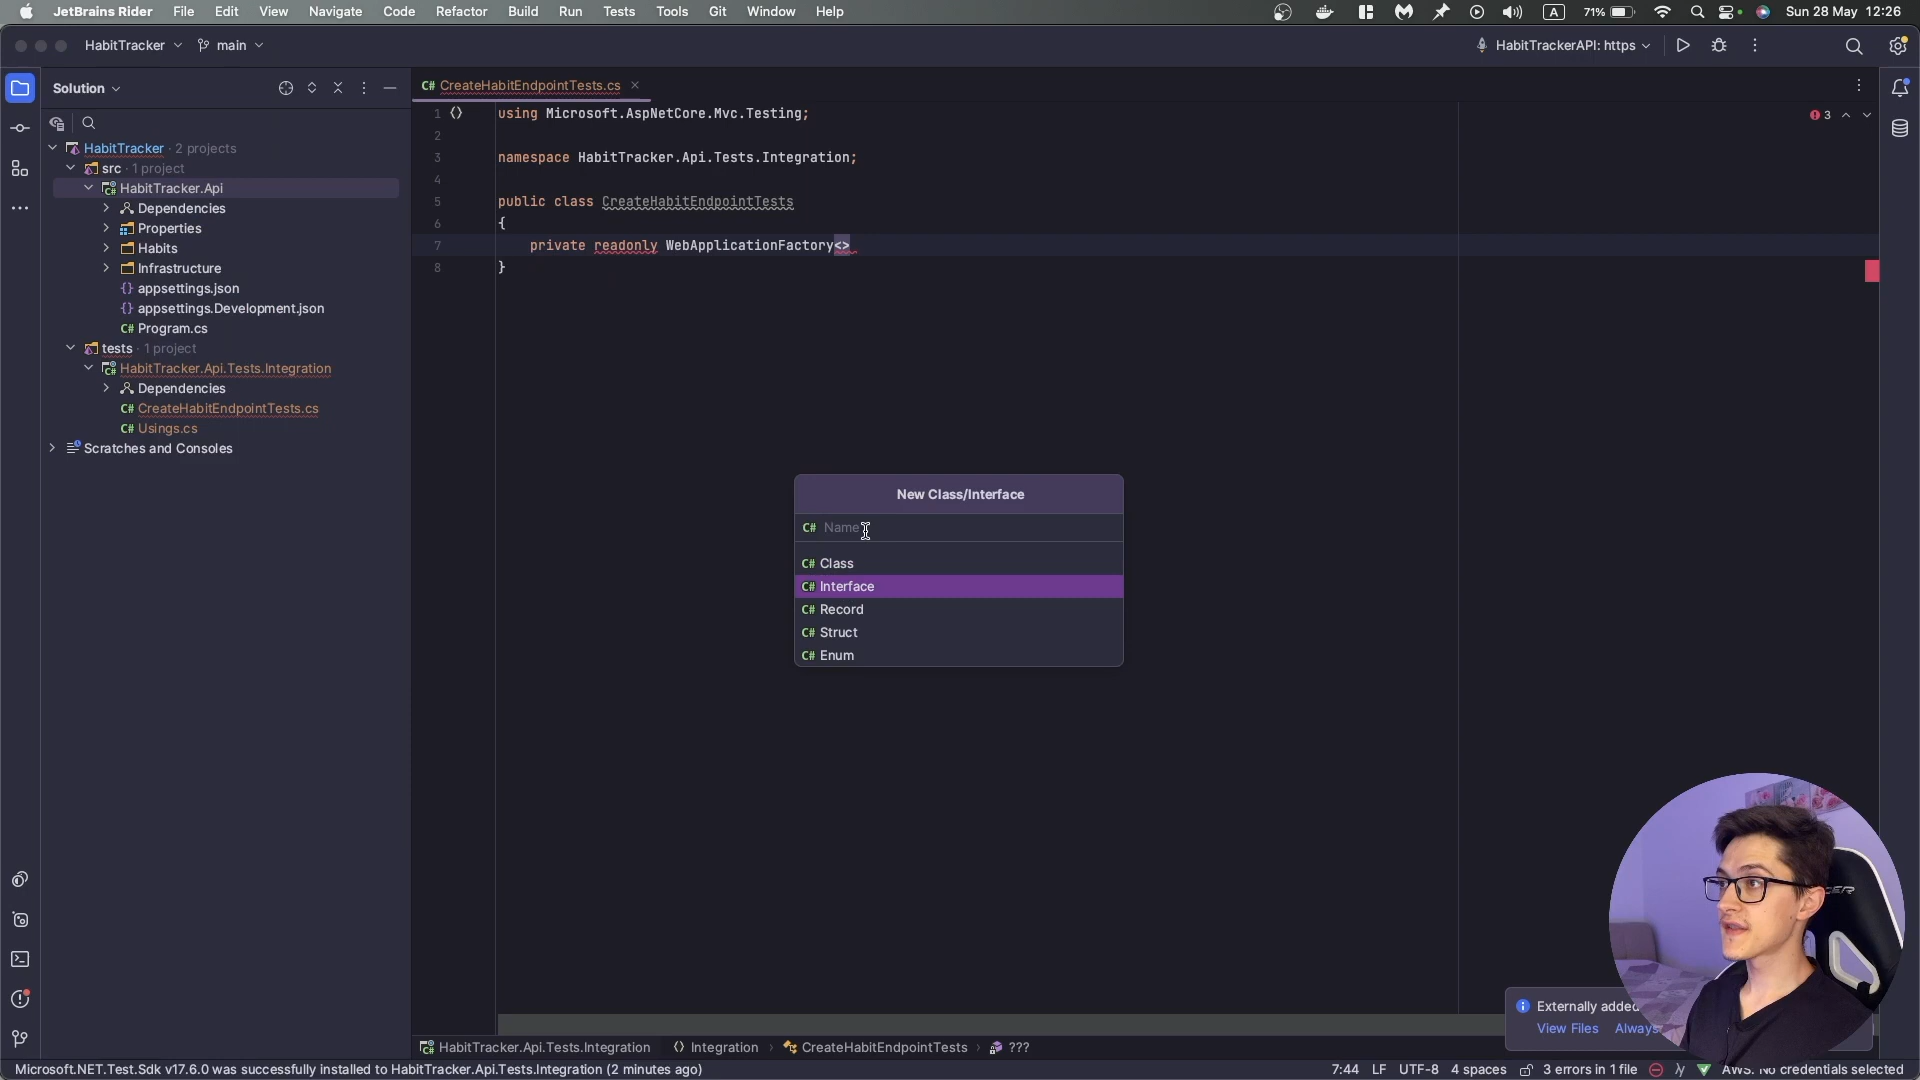 JetBrains Rider File Edit View Navigate Code Refactor Build Run Tests Tools Git Window Help A 71% Sun 28 May 12:26
HabitTracker main HabitTrackerAPI: https
Solution
C# CreateHabitEndpointTests.cs
HabitTracker · 2 projects
src · 1 project
HabitTracker.Api
Dependencies
Properties
Habits
Infrastructure
{} appsettings.json
{} appsettings.Development.json
C# Program.cs
tests · 1 project
HabitTracker.Api.Tests.Integration
Dependencies
C# CreateHabitEndpointTests.cs
C# Usings.cs
Scratches and Consoles
1 using Microsoft.AspNetCore.Mvc.Testing;
2
3 namespace HabitTracker.Api.Tests.Integration;
4
5 public class CreateHabitEndpointTests
6 {
7 private readonly WebApplicationFactory<>
8 }
3
New Class/Interface
C# Name
C# Class
C# Interface
C# Record
C# Struct
C# Enum
Externally added
View Files Always
HabitTracker.Api.Tests.Integration Integration CreateHabitEndpointTests ???
Microsoft.NET.Test.Sdk v17.6.0 was successfully installed to HabitTracker.Api.Tests.Integration (2 minutes ago) 7:44 LF UTF-8 4 spaces 3 errors in 1 file AWS: No credentials selected